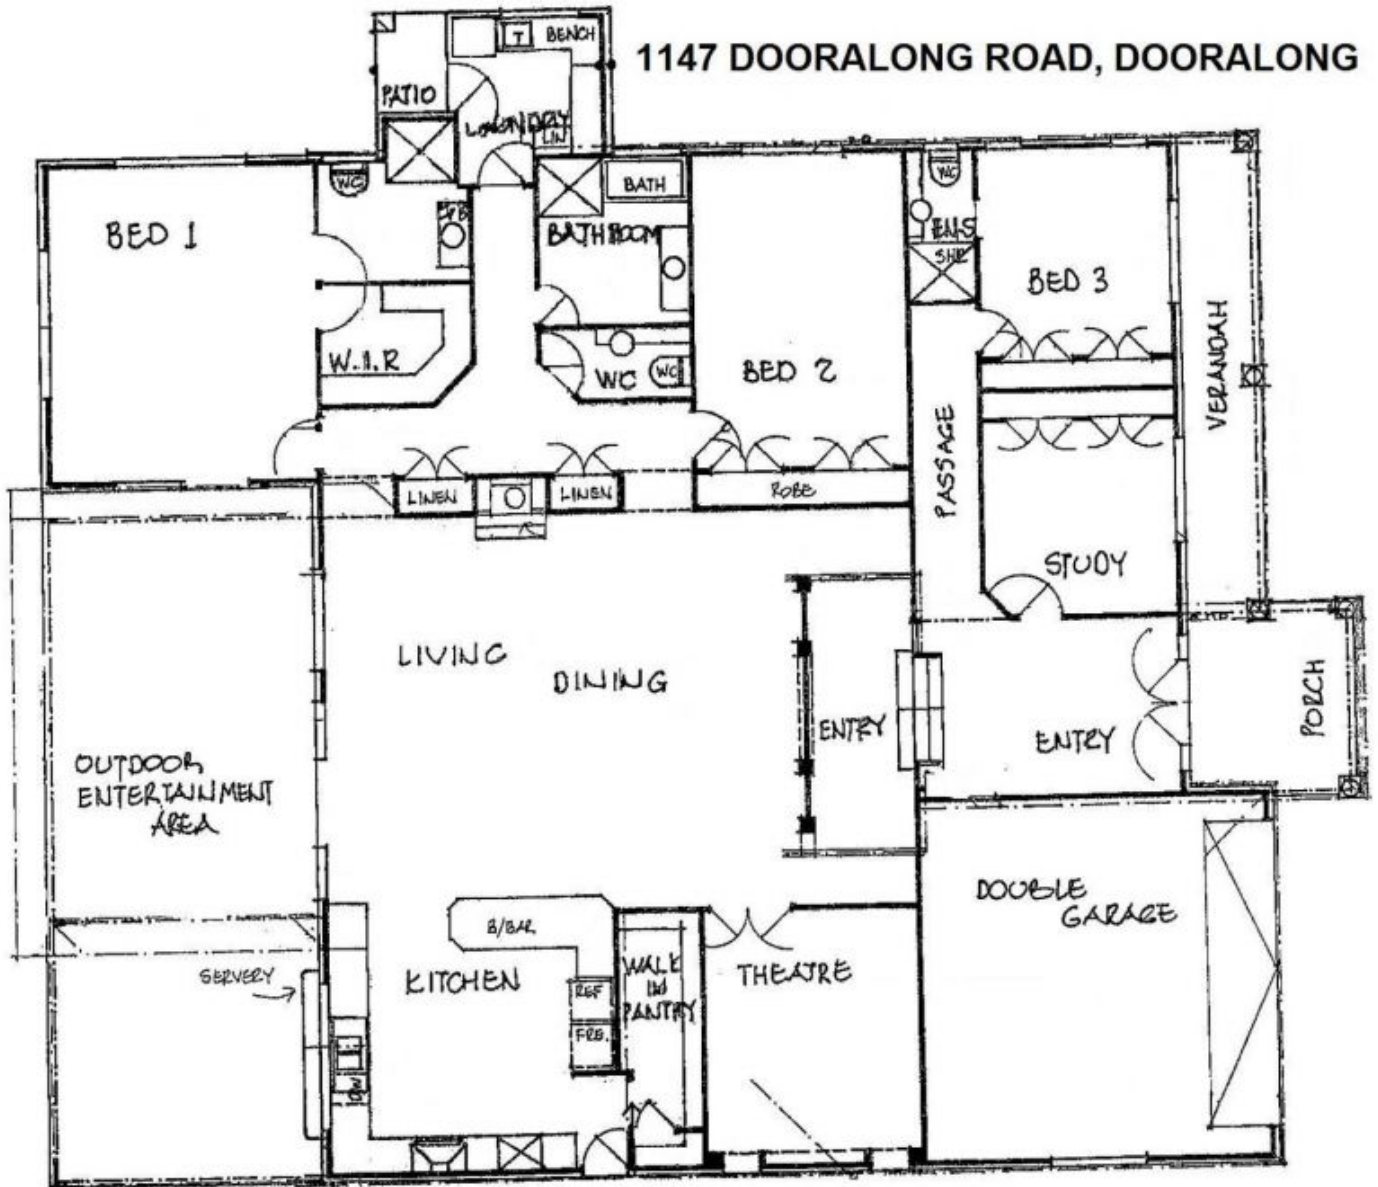 1147 DOORALONG ROAD, DOORALONG
T
BENCH
PATIO
LAUNDRY
LIN
WC
BED 1
BATH
BATHROOM
WC
ENS
SHR
BED 3
W.I.R
WC
WC
BED 2
VERANDAH
PASSAGE
LINEN
LINEN
ROBE
STUDY
LIVING
DINING
ENTRY
ENTRY
PORCH
OUTDOOR
ENTERTAINMENT
AREA
DOUBLE
GARAGE
B/BAR
SERVERY
KITCHEN
REF
FRE.
WALK
IN
PANTRY
THEATRE
DW